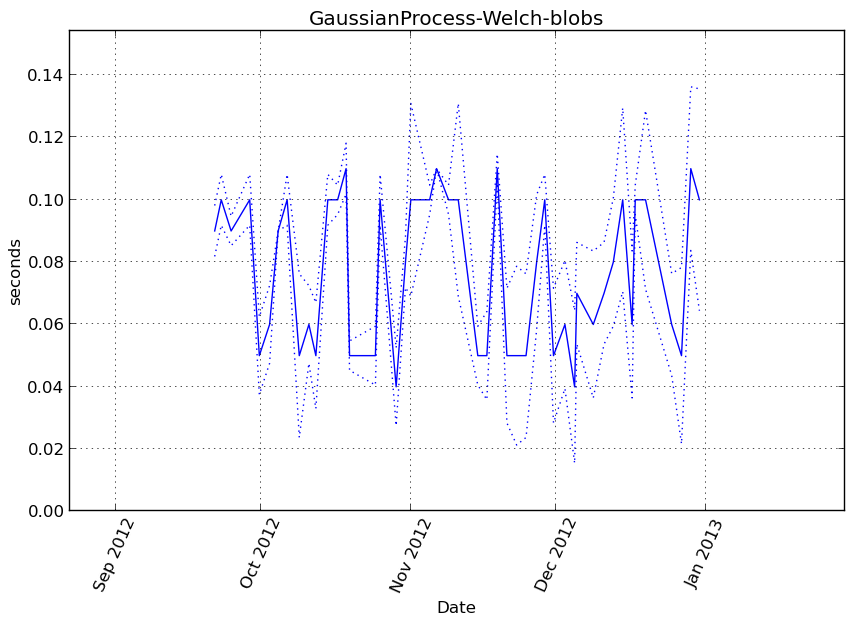 GaussianProcess-Welch-blobs
0.14
0.12
0.10
0.08
0.06
0.04
0.02
0.00
seconds
Sep 2012
Oct 2012
Nov 2012
Dec 2012
Jan 2013
Date